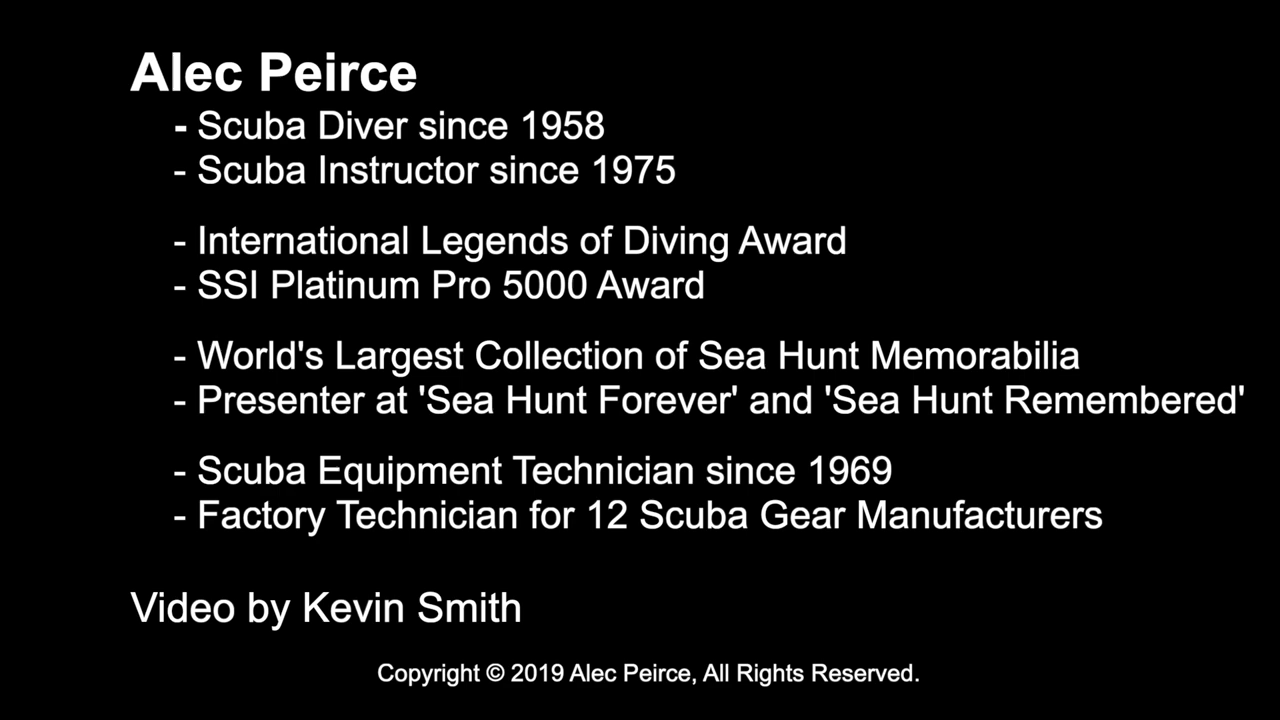 Alec Peirce
- Scuba Diver since 1958
- Scuba Instructor since 1975
- International Legends of Diving Award
- SSI Platinum Pro 5000 Award
- World's Largest Collection of Sea Hunt Memorabilia
- Presenter at 'Sea Hunt Forever' and 'Sea Hunt Remembered'
- Scuba Equipment Technician since 1969
- Factory Technician for 12 Scuba Gear Manufacturers
Video by Kevin Smith
Copyright © 2019 Alec Peirce, All Rights Reserved.